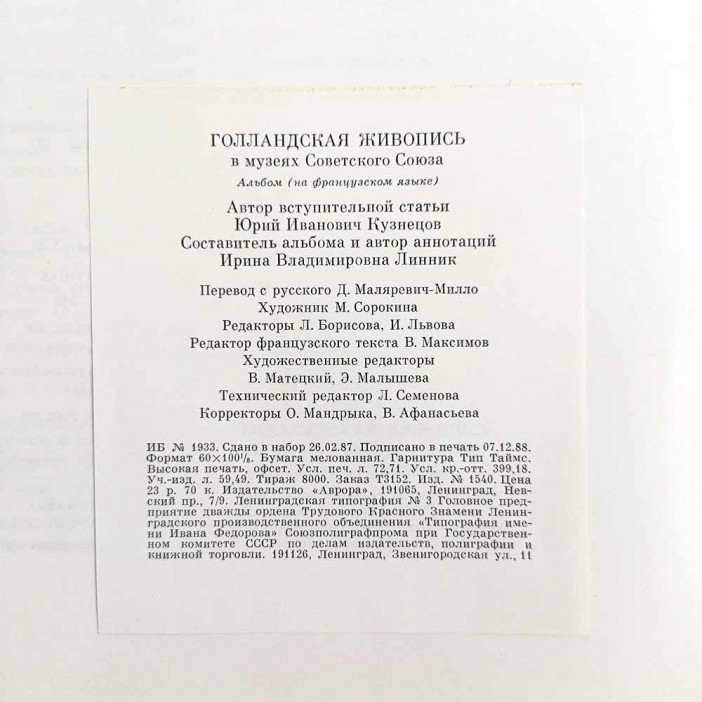 ГОЛЛАНДСКАЯ ЖИВОПИСЬ
в музеях Советского Союза
Альбом (на французском языке)
Автор вступительной статьи
Юрий Иванович Кузнецов
Составитель альбома и автор аннотаций
Ирина Владимировна Линник
Перевод с русского Д. Маляревич-Милло
Художник М. Сорокина
Редакторы Л. Борисова, И. Львова
Редактор французского текста В. Максимов
Художественные редакторы
В. Матецкий, Э. Малышева
Технический редактор Л. Семенова
Корректоры О. Мандрыка, В. Афанасьева
ИБ № 1933. Сдано в набор 26.02.87. Подписано в печать 07.12.88.
Формат 60×100⅛. Бумага мелованная. Гарнитура Тип Таймс.
Высокая печать, офсет. Усл. печ. л. 72,71. Усл. кр.-отт. 399,18.
Уч.-изд. л. 59,49. Тираж 8000. Заказ Т3152. Изд. № 1540. Цена
23 р. 70 к. Издательство «Аврора», 191065, Ленинград, Нев-
ский пр., 7/9. Ленинградская типография № 3 Головное пред-
приятие дважды ордена Трудового Красного Знамени Ленин-
градского производственного объединения «Типография име-
ни Ивана Федорова» Союзполиграфпрома при Государствен-
ном комитете СССР по делам издательств, полиграфии и
книжной торговли. 191126, Ленинград, Звенигородская ул., 11